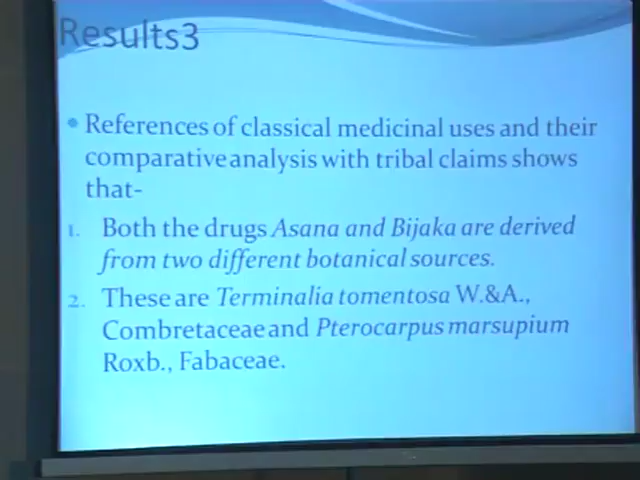 Results3
• References of classical medicinal uses and their
comparative analysis with tribal claims shows
that-
1. Both the drugs Asana and Bijaka are derived
from two different botanical sources.
2. These are Terminalia tomentosa W.&A.,
Combretaceae and Pterocarpus marsupium
Roxb., Fabaceae.